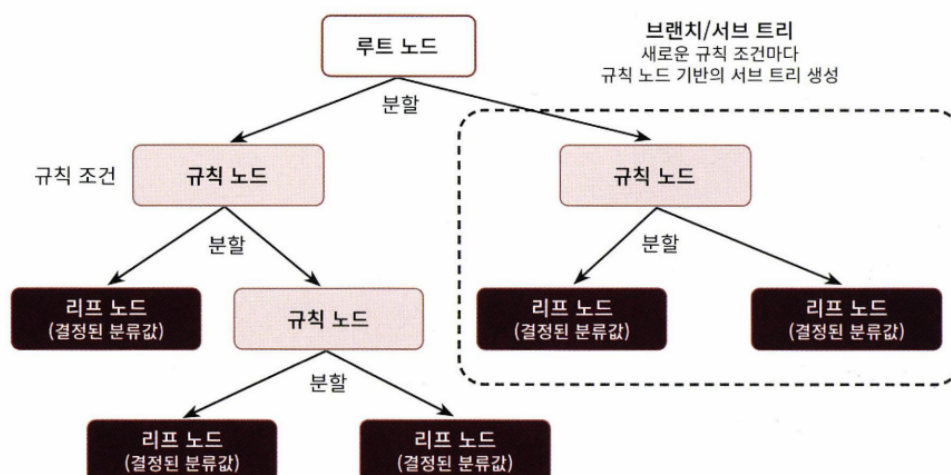 루트 노드
브랜치/서브 트리
새로운 규칙 조건마다
규칙 노드 기반의 서브 트리 생성
분할
규칙 조건
규칙 노드
규칙 노드
분할
분할
리프 노드
(결정된 분류값)
규칙 노드
리프 노드
(결정된 분류값)
리프 노드
(결정된 분류값)
분할
리프 노드
(결정된 분류값)
리프 노드
(결정된 분류값)